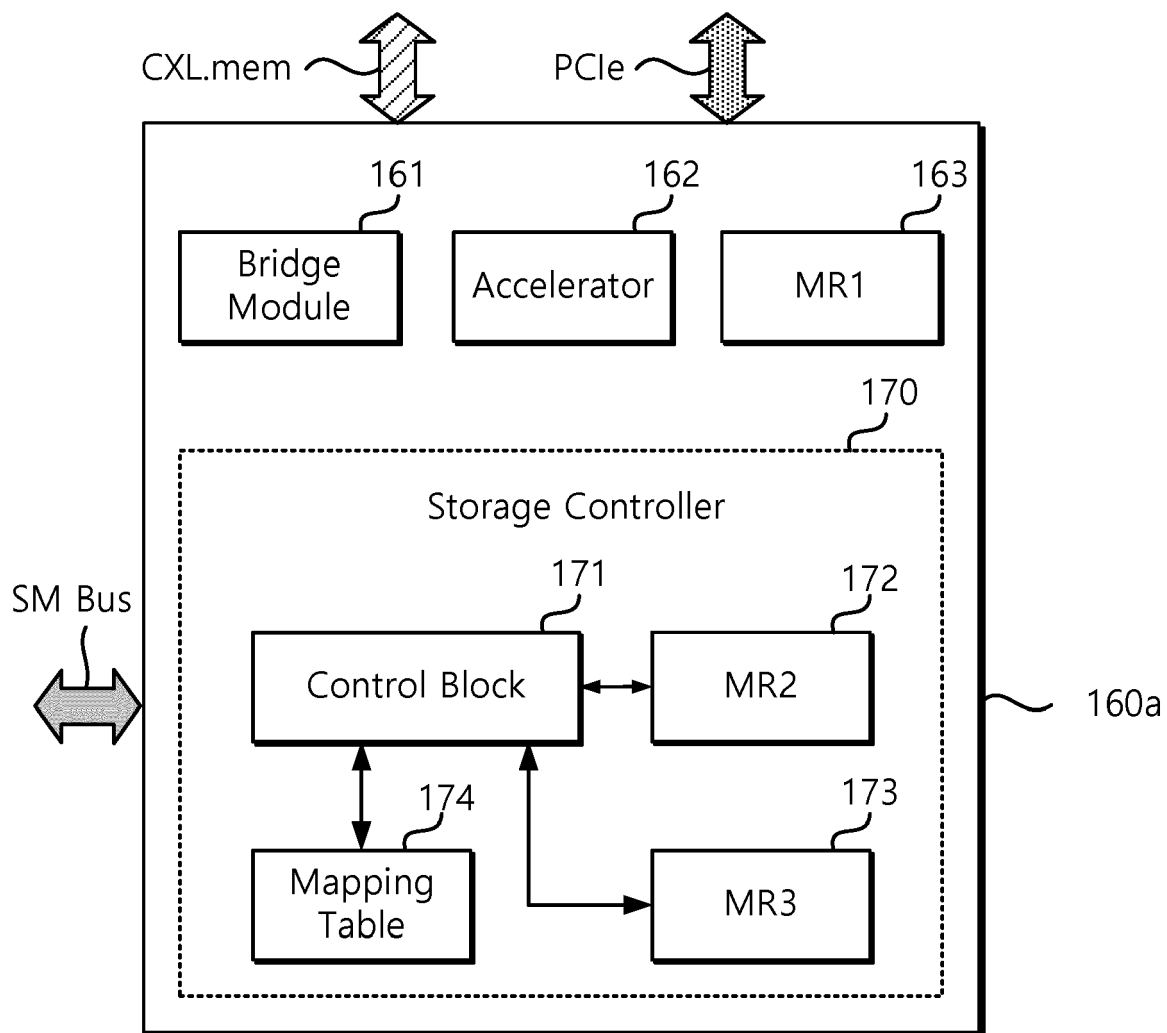 CXL.mem
PCIe
161
162
163
Bridge
Module
Accelerator
MR1
170
Storage Controller
SM Bus
171
172
Control Block
MR2
160a
174
173
Mapping
Table
MR3